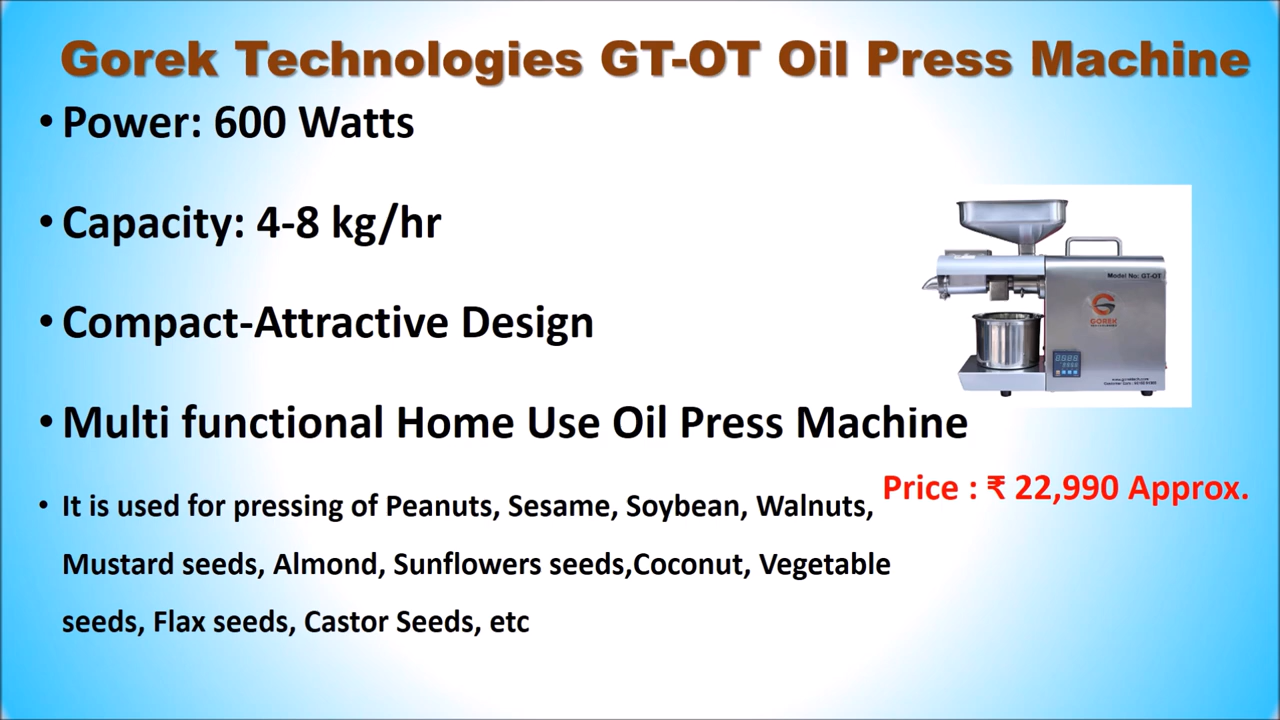 Gorek Technologies GT-OT Oil Press Machine
• Power: 600 Watts
• Capacity: 4-8 kg/hr
• Compact-Attractive Design
• Multi functional Home Use Oil Press Machine
• It is used for pressing of Peanuts, Sesame, Soybean, Walnuts,
Mustard seeds, Almond, Sunflowers seeds,Coconut, Vegetable
seeds, Flax seeds, Castor Seeds, etc
Model No: GT-OT
GOREK
Price : ₹ 22,990 Approx.